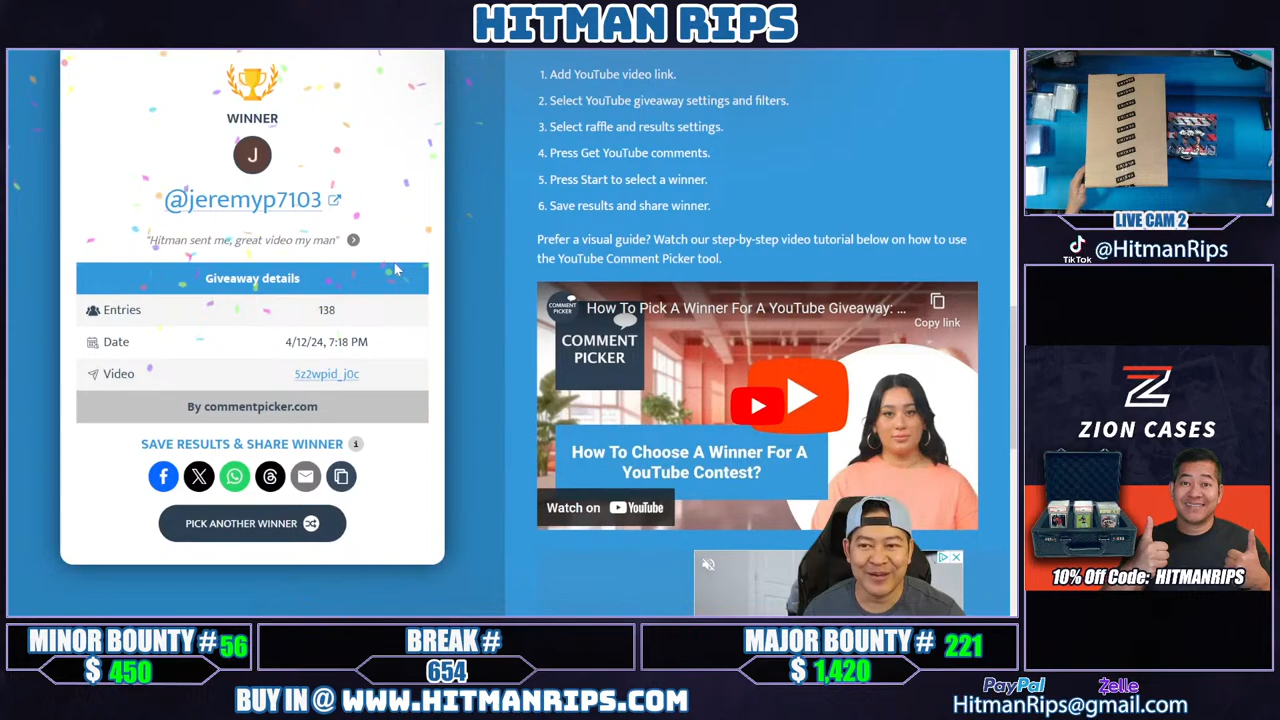 HITMAN RIPS
WINNER
J
@jeremyp7103
"Hitman sent me, great video my man"
Giveaway details
Entries 138
Date 4/12/24, 7:18 PM
Video 5z2wpid_j0c
By commentpicker.com
SAVE RESULTS & SHARE WINNER i
PICK ANOTHER WINNER
1. Add YouTube video link.
2. Select YouTube giveaway settings and filters.
3. Select raffle and results settings.
4. Press Get YouTube comments.
5. Press Start to select a winner.
6. Save results and share winner.
Prefer a visual guide? Watch our step-by-step video tutorial below on how to use
the YouTube Comment Picker tool.
COMMENT
PICKER
How To Pick A Winner For A YouTube Giveaway: ...
Copy link
COMMENT
PICKER
How To Choose A Winner For A
YouTube Contest?
Watch on YouTube
LIVE CAM 2
TikTok @HitmanRips
ZION CASES
10% Off Code: HITMANRIPS
MINOR BOUNTY # 56
$ 450
BREAK #
654
MAJOR BOUNTY # 221
$ 1,420
BUY IN @ WWW.HITMANRIPS.COM
PayPal Zelle
HitmanRips@gmail.com